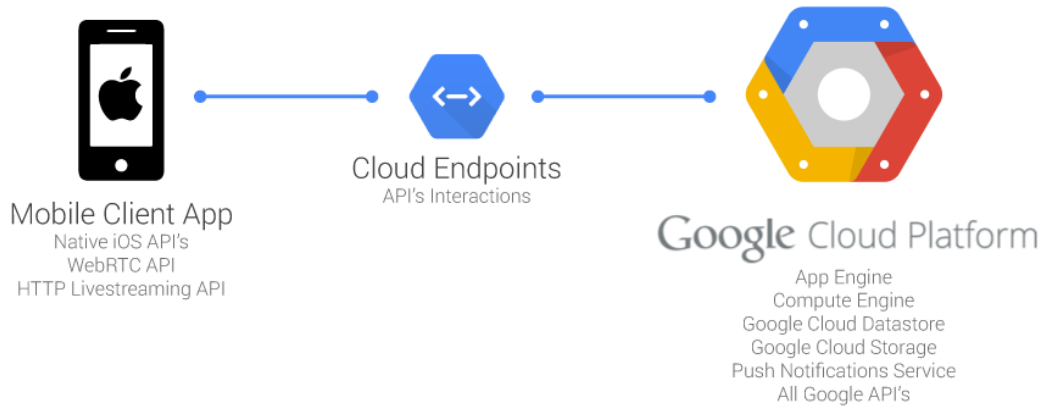 Mobile Client App
Native iOS API's
WebRTC API
HTTP Livestreaming API
Cloud Endpoints
API's Interactions
Google Cloud Platform
App Engine
Compute Engine
Google Cloud Datastore
Google Cloud Storage
Push Notifications Service
All Google API's